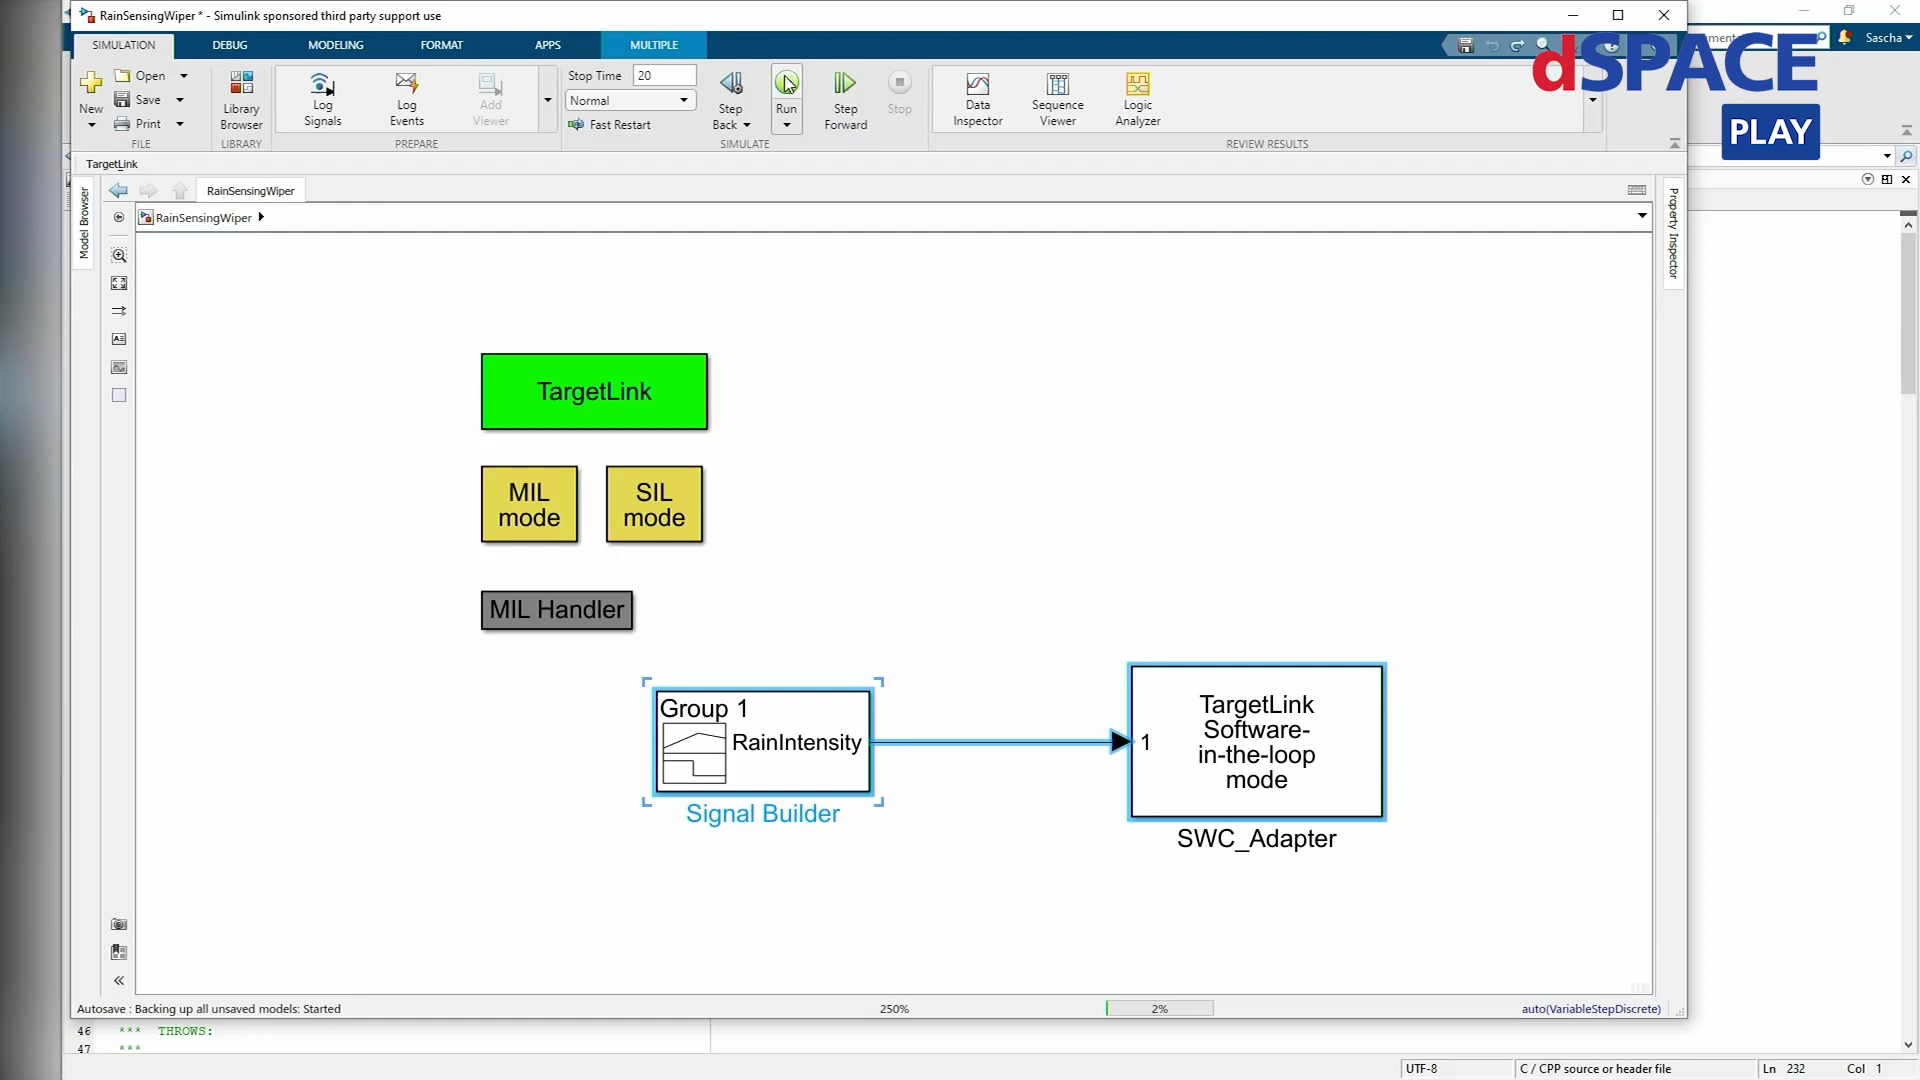 RainSensingWiper * - Simulink sponsored third party support use
SIMULATION
DEBUG
MODELING
FORMAT
APPS
MULTIPLE
Sascha
dSPACE
PLAY
New
Open
Save
Print
FILE
Library
Browser
LIBRARY
Log
Signals
Log
Events
Add
Viewer
PREPARE
Stop Time
20
Normal
Fast Restart
Step
Back
Run
Step
Forward
Stop
SIMULATE
Data
Inspector
Sequence
Viewer
Logic
Analyzer
REVIEW RESULTS
TargetLink
Model Browser
RainSensingWiper
RainSensingWiper
Property Inspector
TargetLink
MIL
mode
SIL
mode
MIL Handler
Group 1
RainIntensity
Signal Builder
1
TargetLink
Software-
in-the-loop
mode
SWC_Adapter
Autosave : Backing up all unsaved models: Started
250%
2%
auto(VariableStepDiscrete)
46 *** THROWS:
47 ***
UTF-8
C / CPP source or header file
Ln 232
Col 1